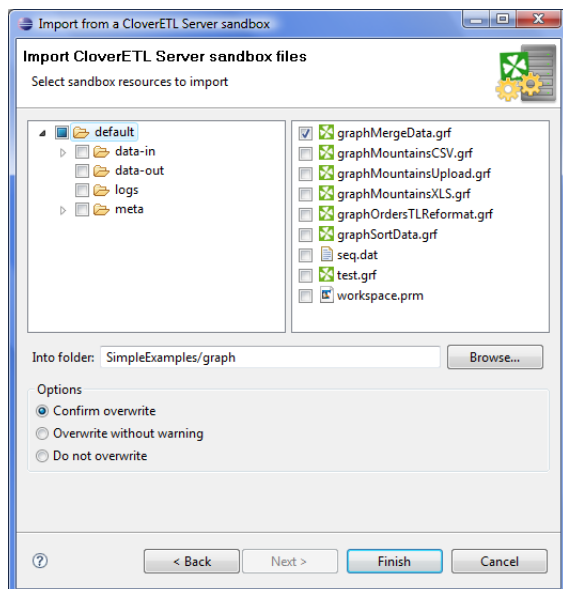 Import from a CloverETL Server sandbox
Import CloverETL Server sandbox files
Select sandbox resources to import
default
data-in
data-out
logs
meta
graphMergeData.grf
graphMountainsCSV.grf
graphMountainsUpload.grf
graphMountainsXLS.grf
graphOrdersTLReformat.grf
graphSortData.grf
seq.dat
test.grf
workspace.prm
Into folder: SimpleExamples/graph Browse...
Options
Confirm overwrite
Overwrite without warning
Do not overwrite
? < Back Next > Finish Cancel